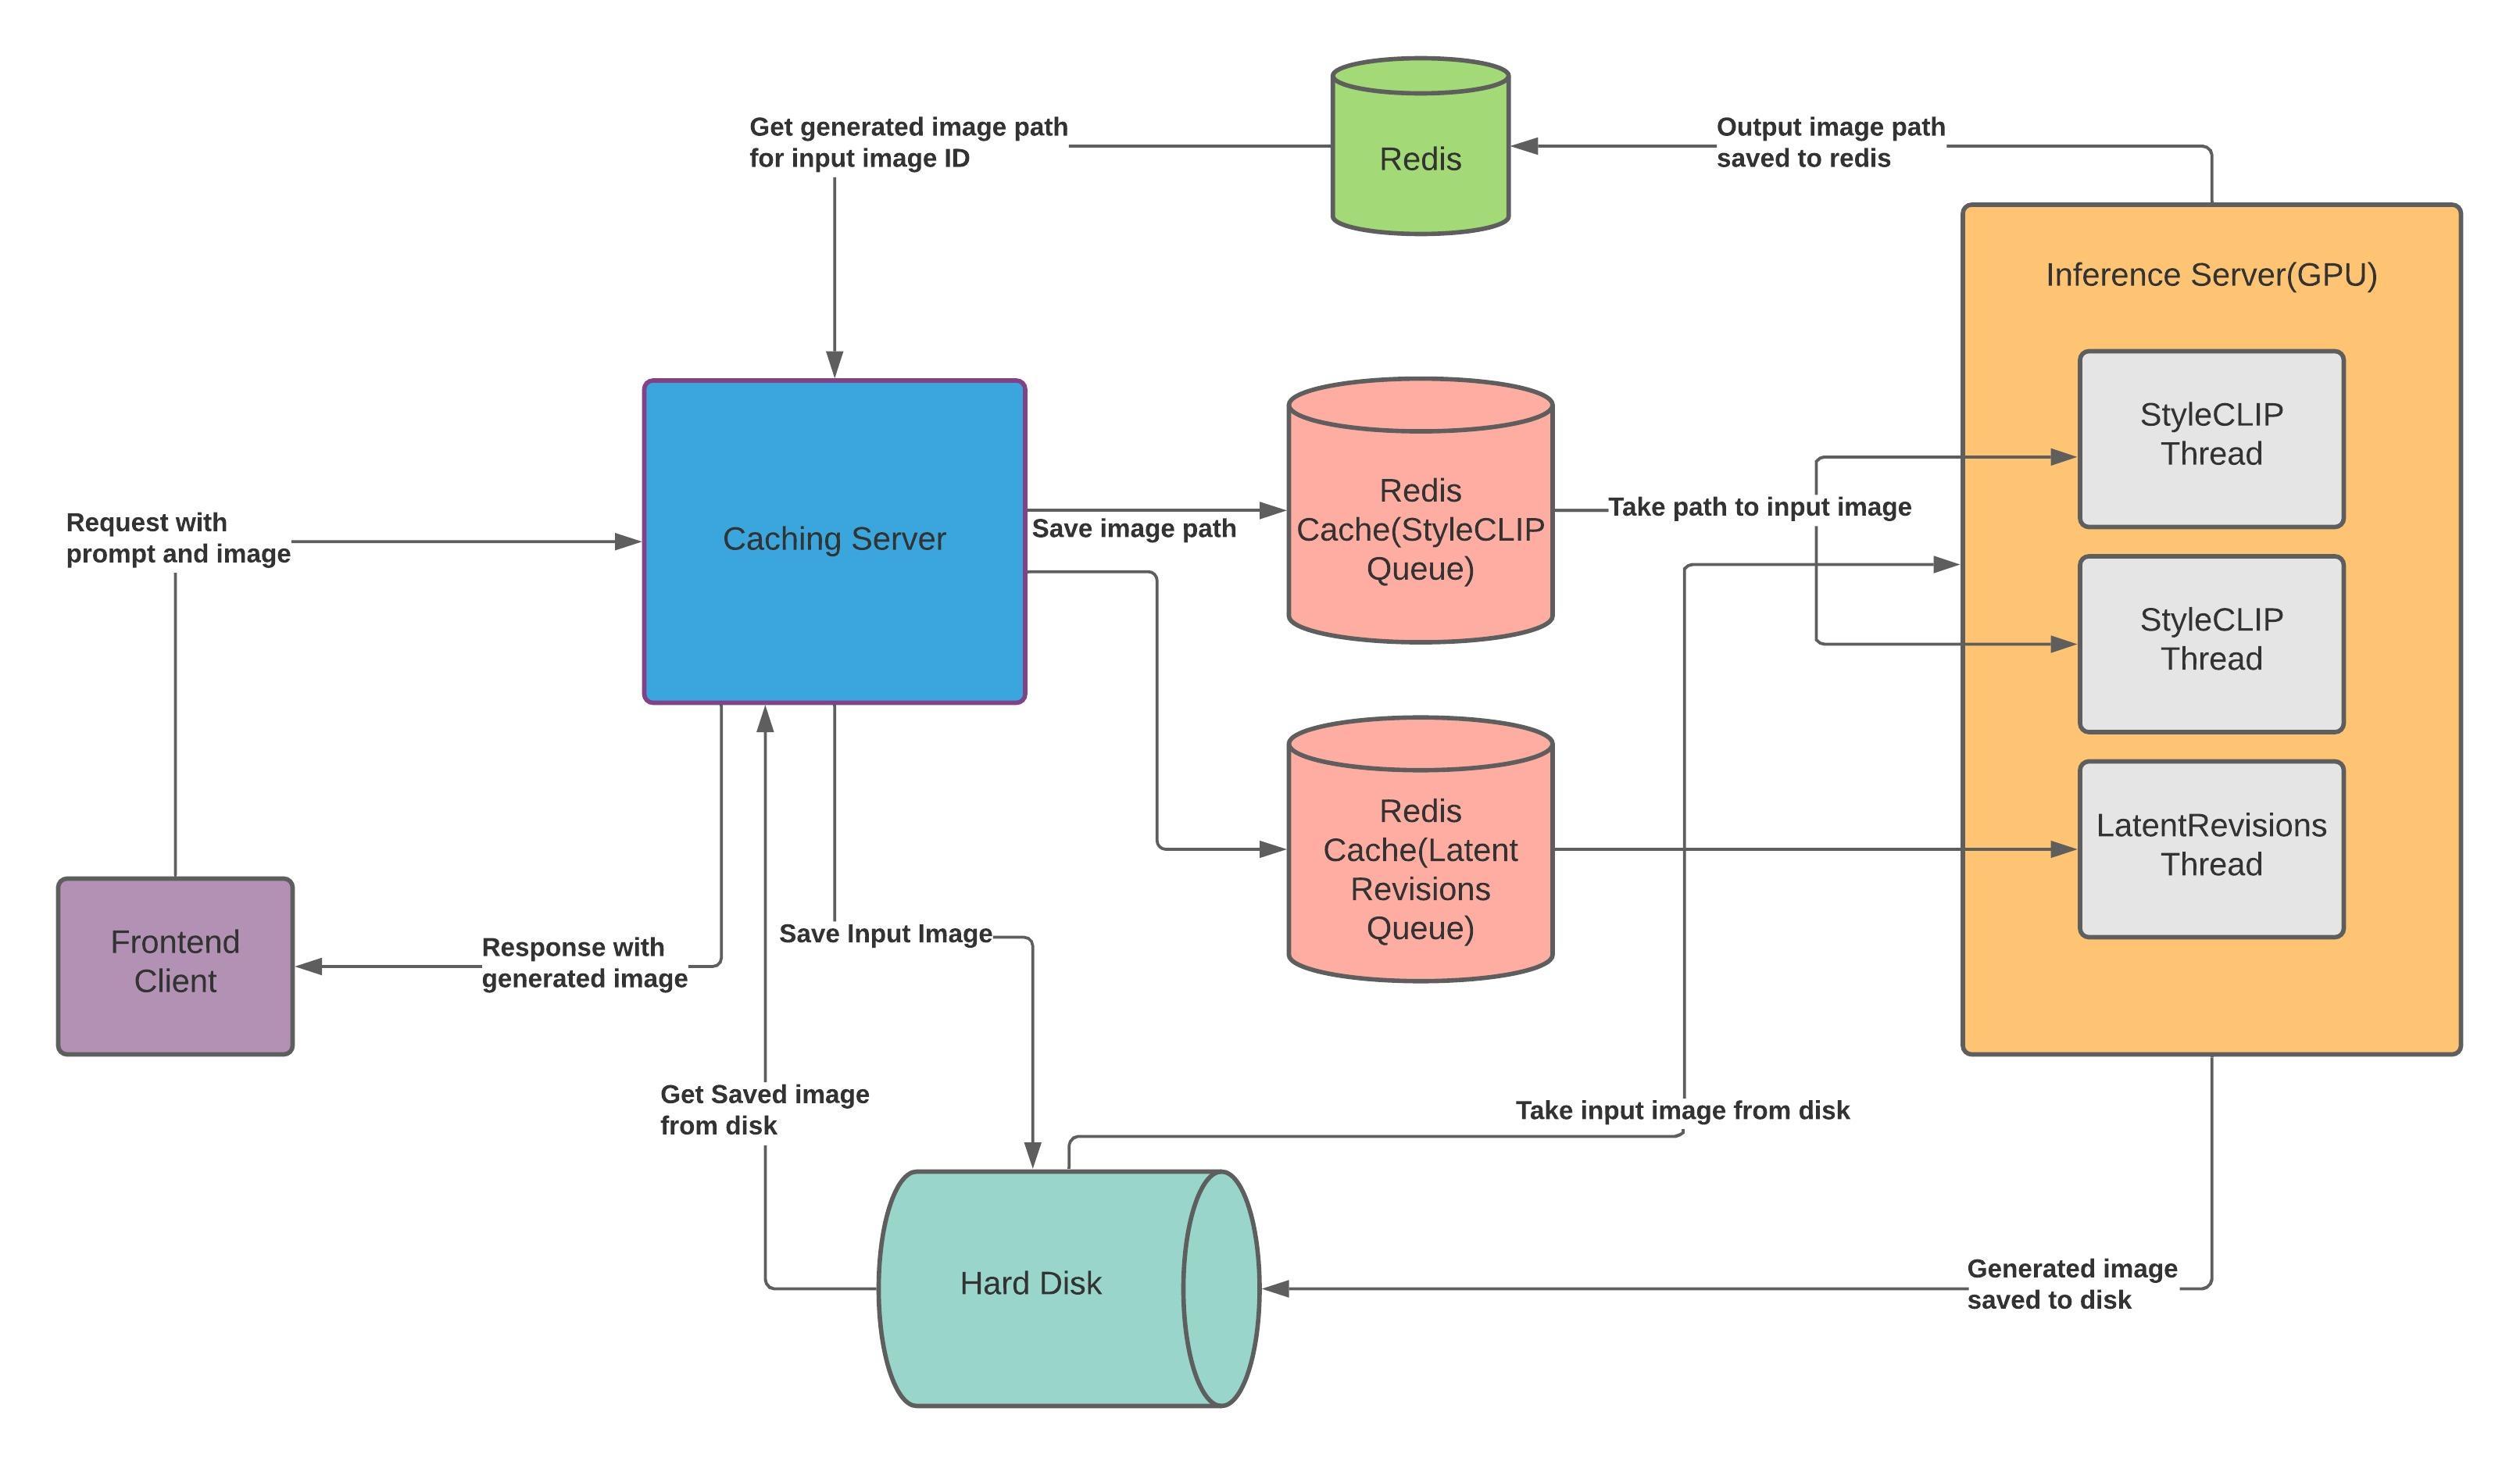 Redis
Get generated image path
for input image ID
Output image path
saved to redis
Inference Server(GPU)
StyleCLIP
Thread
Caching Server
Redis
Cache(StyleCLIP
Queue)
Save image path
Take path to input image
Request with
prompt and image
StyleCLIP
Thread
Redis
Cache(Latent
Revisions
Queue)
LatentRevisions
Thread
Frontend
Client
Response with
generated image
Save Input Image
Get Saved image
from disk
Take input image from disk
Hard Disk
Generated image
saved to disk